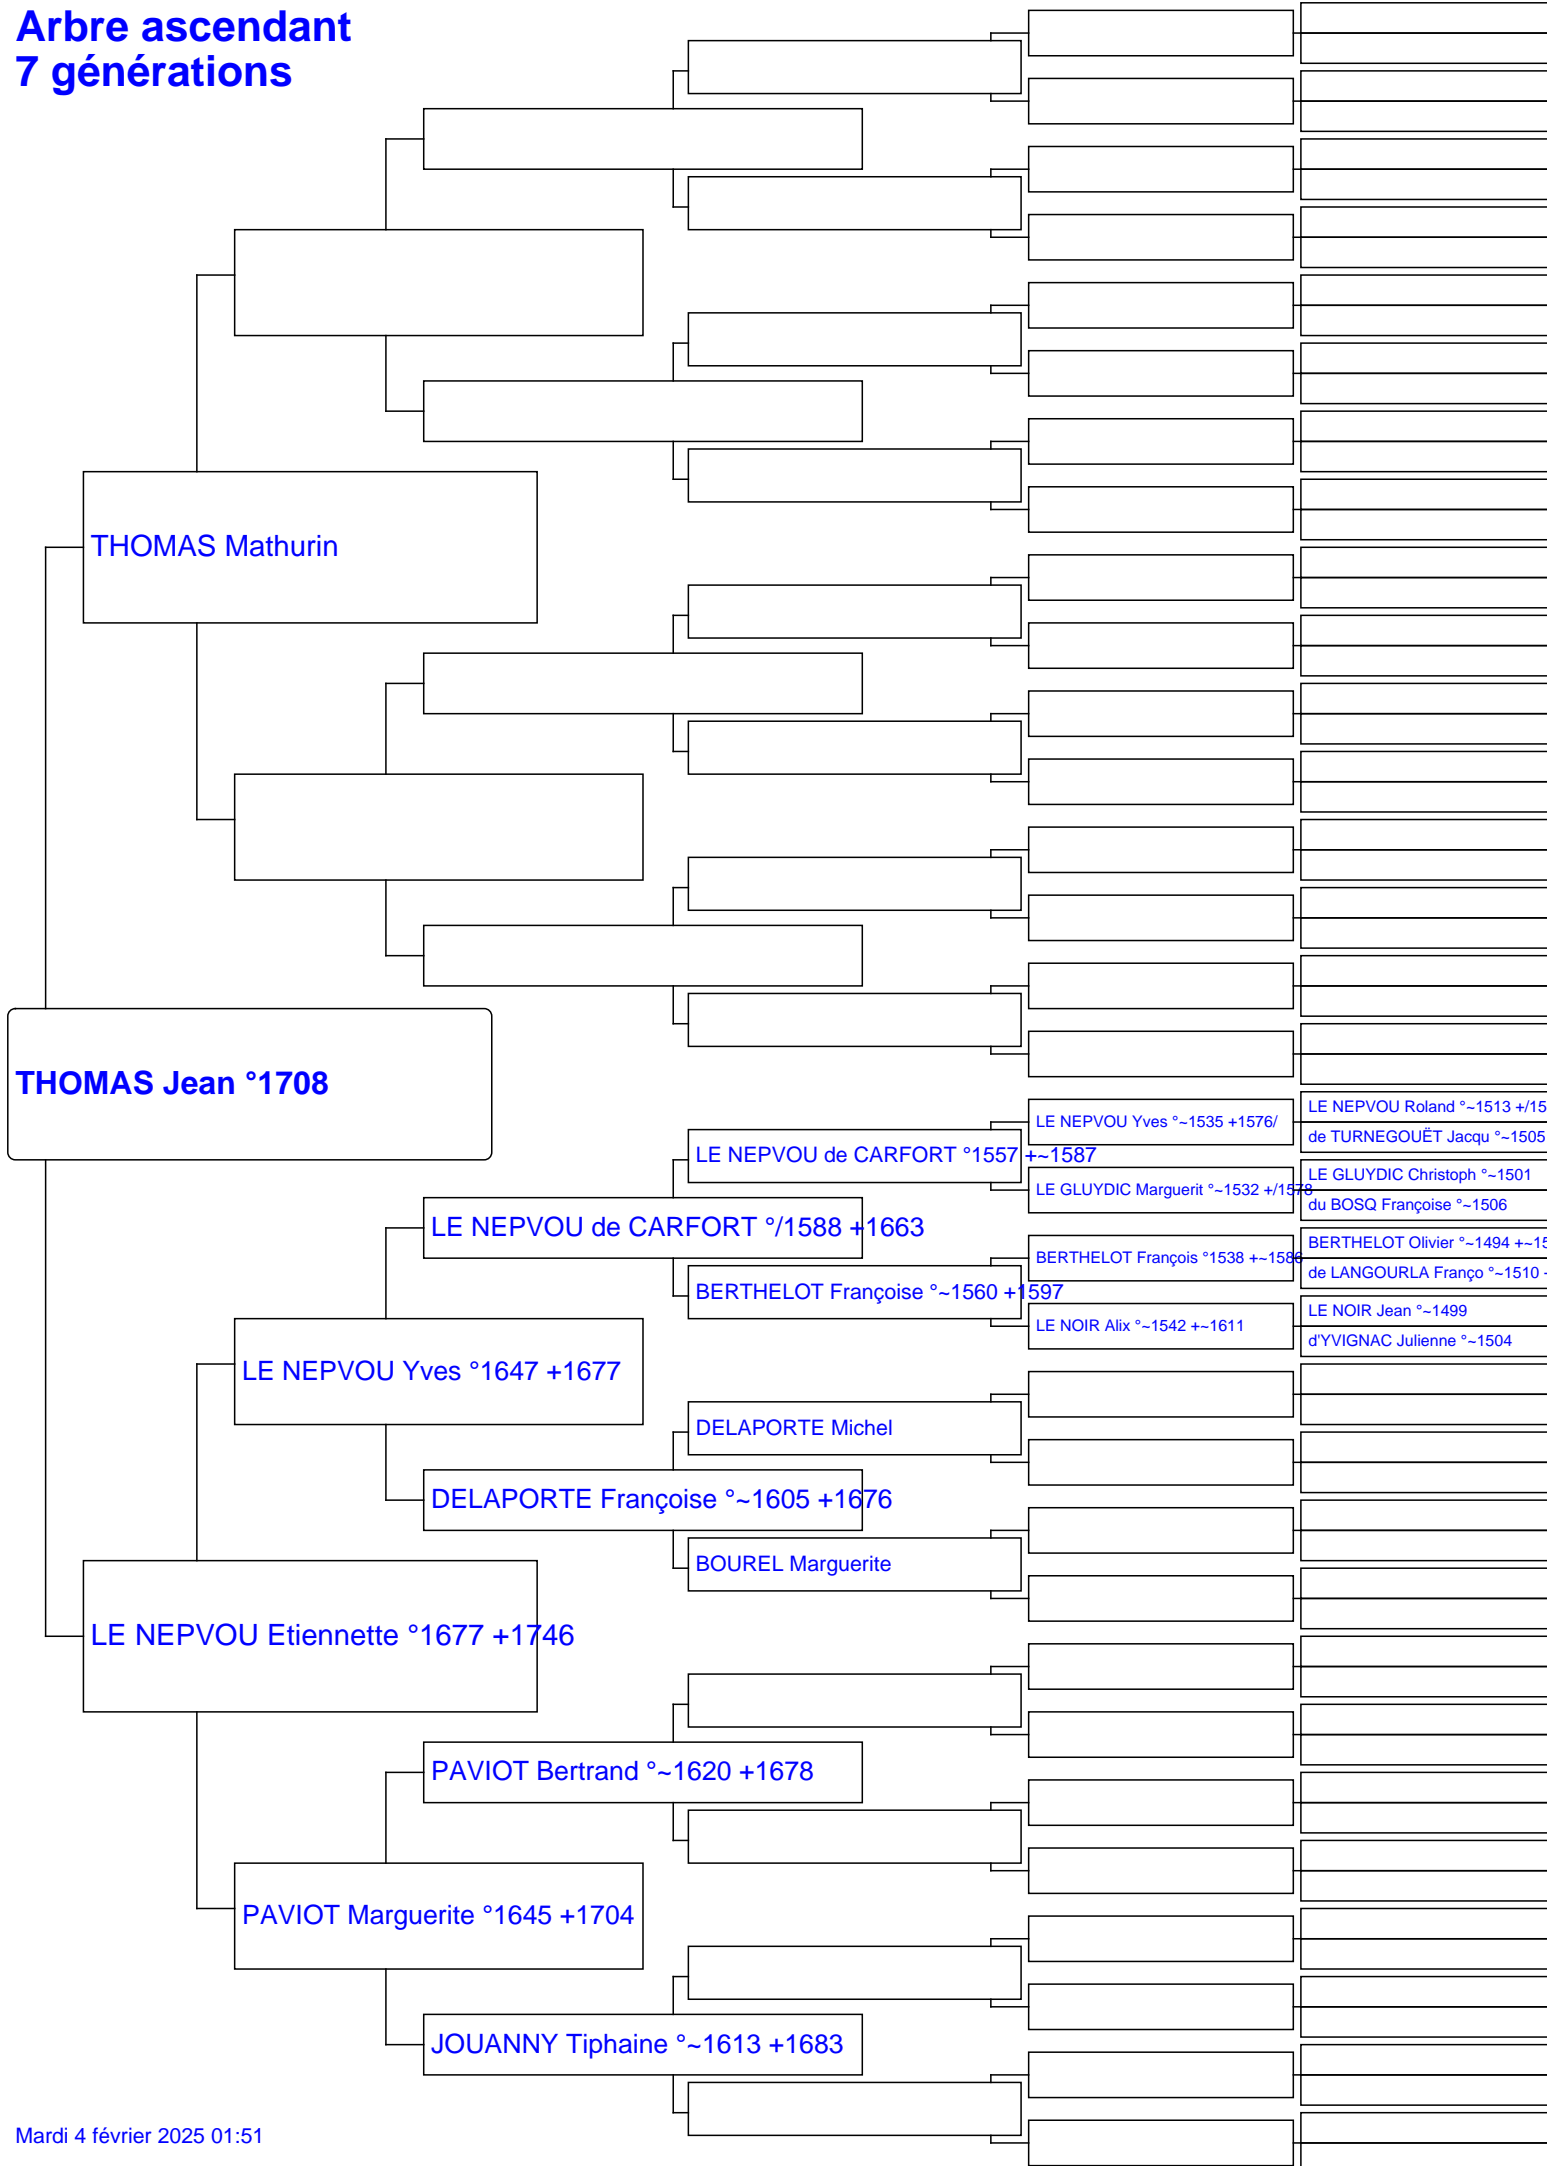 Arbre ascendant
7 générations
THOMAS Mathurin
THOMAS Jean °1708
LE NEPVOU Roland °~1513 +/15
LE NEPVOU Yves °~1535 +1576/
de TURNEGOUËT Jacqu °~1505
LE NEPVOU de CARFORT °1557 +~1587
LE GLUYDIC Christoph °~1501
LE GLUYDIC Marguerit °~1532 +/1578
du BOSQ Françoise °~1506
LE NEPVOU de CARFORT °/1588 +1663
BERTHELOT Olivier °~1494 +~15
BERTHELOT François °1538 +~1586
de LANGOURLA Franço °~1510 +
BERTHELOT Françoise °~1560 +1597
LE NOIR Jean °~1499
LE NOIR Alix °~1542 +~1611
d'YVIGNAC Julienne °~1504
LE NEPVOU Yves °1647 +1677
DELAPORTE Michel
DELAPORTE Françoise °~1605 +1676
BOUREL Marguerite
LE NEPVOU Etiennette °1677 +1746
PAVIOT Bertrand °~1620 +1678
PAVIOT Marguerite °1645 +1704
JOUANNY Tiphaine °~1613 +1683
Mardi 4 février 2025 01:51